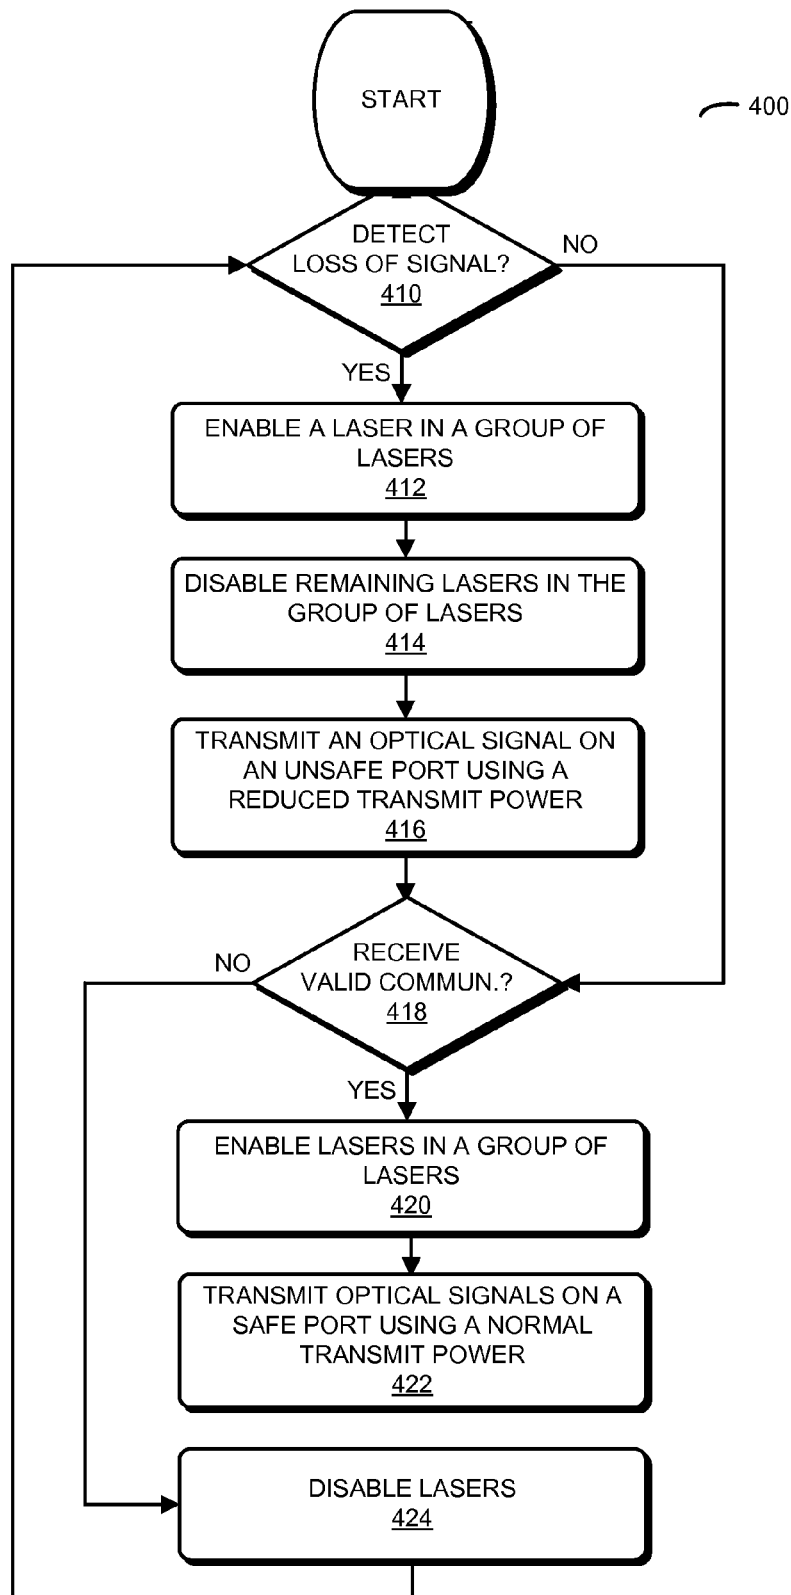 START
400
DETECT
LOSS OF SIGNAL?
410
NO
YES
ENABLE A LASER IN A GROUP OF
LASERS
412
DISABLE REMAINING LASERS IN THE
GROUP OF LASERS
414
TRANSMIT AN OPTICAL SIGNAL ON
AN UNSAFE PORT USING A
REDUCED TRANSMIT POWER
416
NO
RECEIVE
VALID COMMUN.?
418
YES
ENABLE LASERS IN A GROUP OF
LASERS
420
TRANSMIT OPTICAL SIGNALS ON A
SAFE PORT USING A NORMAL
TRANSMIT POWER
422
DISABLE LASERS
424